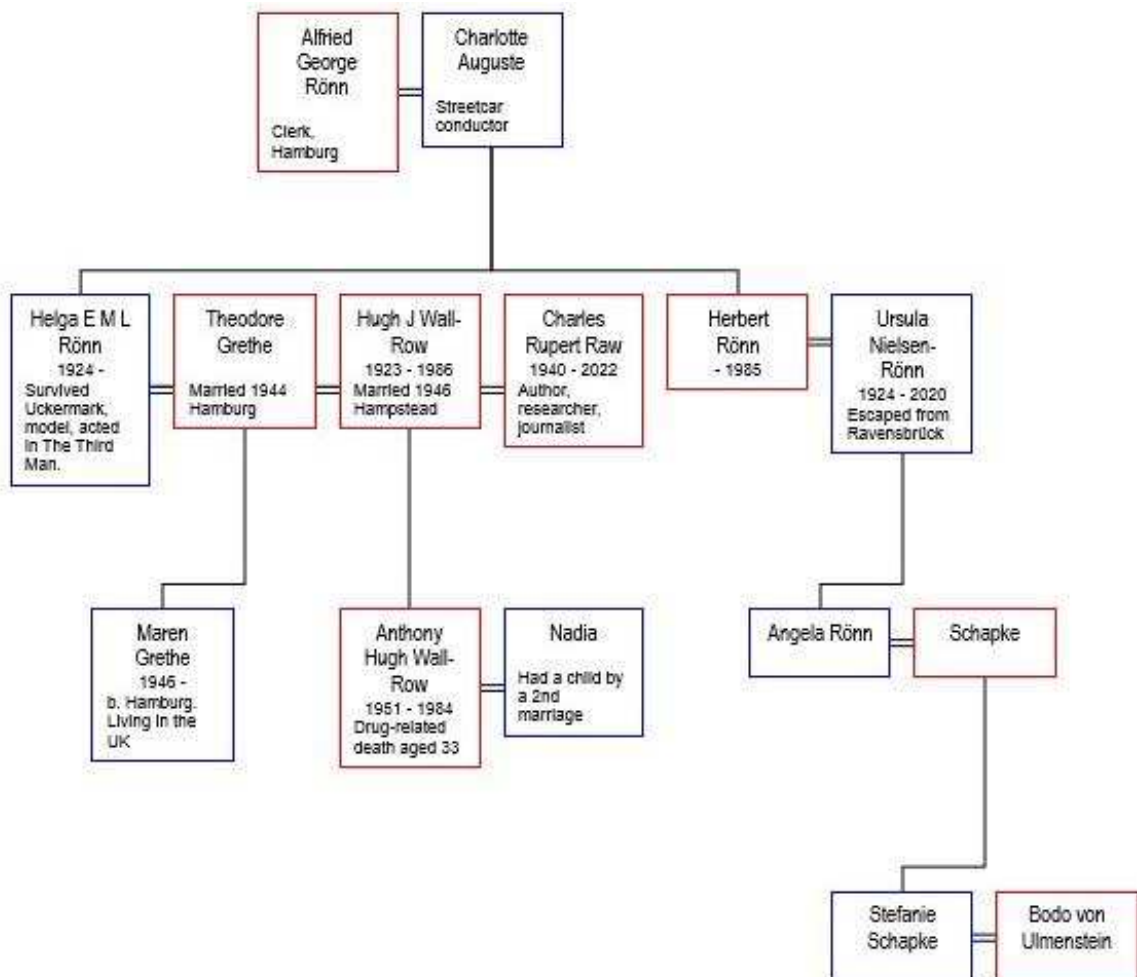 Alfried
George
Rönn
Clerk,
Hamburg
Charlotte
Auguste
Streetcar
conductor
Helga E M L
Rönn
1924 -
Survived
Uckermark,
model, acted
in The Third
Man.
Theodore
Grethe
Married 1944
Hamburg
Hugh J Wall-
Row
1923 - 1986
Married 1946
Hampstead
Charles
Rupert Raw
1940 - 2022
Author,
researcher,
journalist
Herbert
Rönn
- 1985
Ursula
Nielsen-
Rönn
1924 - 2020
Escaped from
Ravensbrück
Maren
Grethe
1946 -
b. Hamburg.
Living in the
UK
Anthony
Hugh Wall-
Row
1951 - 1984
Drug-related
death aged 33
Nadia
Had a child by
a 2nd
marriage
Angela Rönn
Schapke
Stefanie
Schapke
Bodo von
Ulmenstein